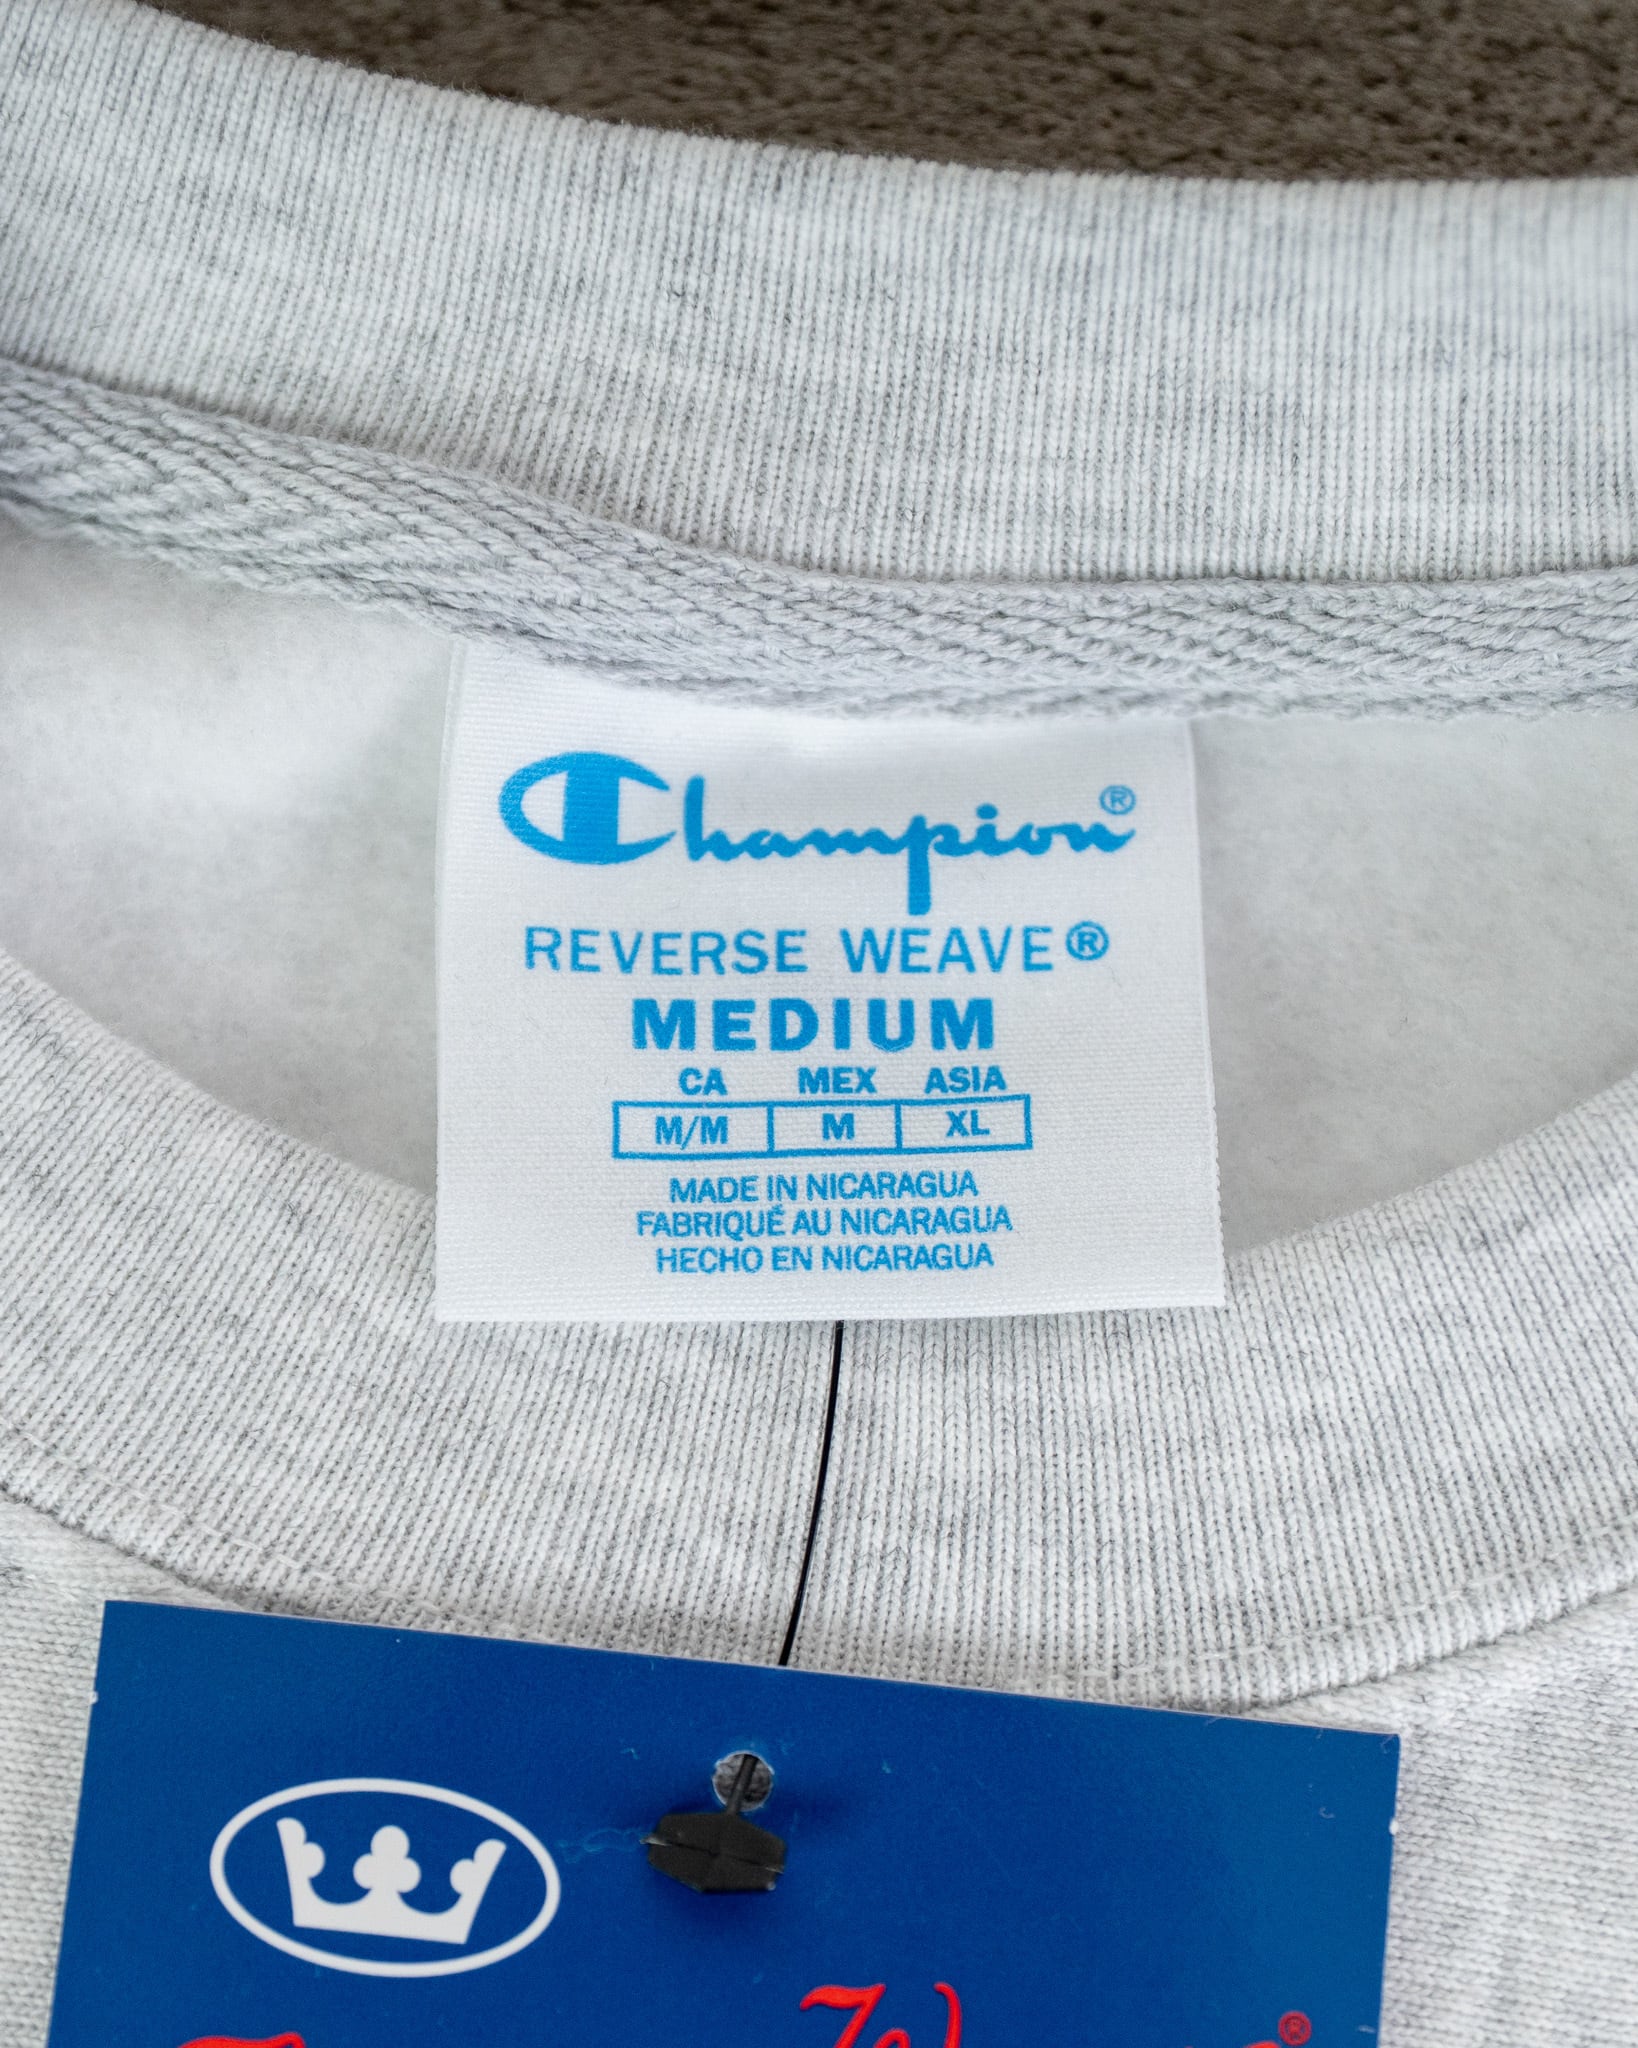 Champion®
REVERSE WEAVE®
MEDIUM
CA MEX ASIA
M/M M XL
MADE IN NICARAGUA
FABRIQUÉ AU NICARAGUA
HECHO EN NICARAGUA
®